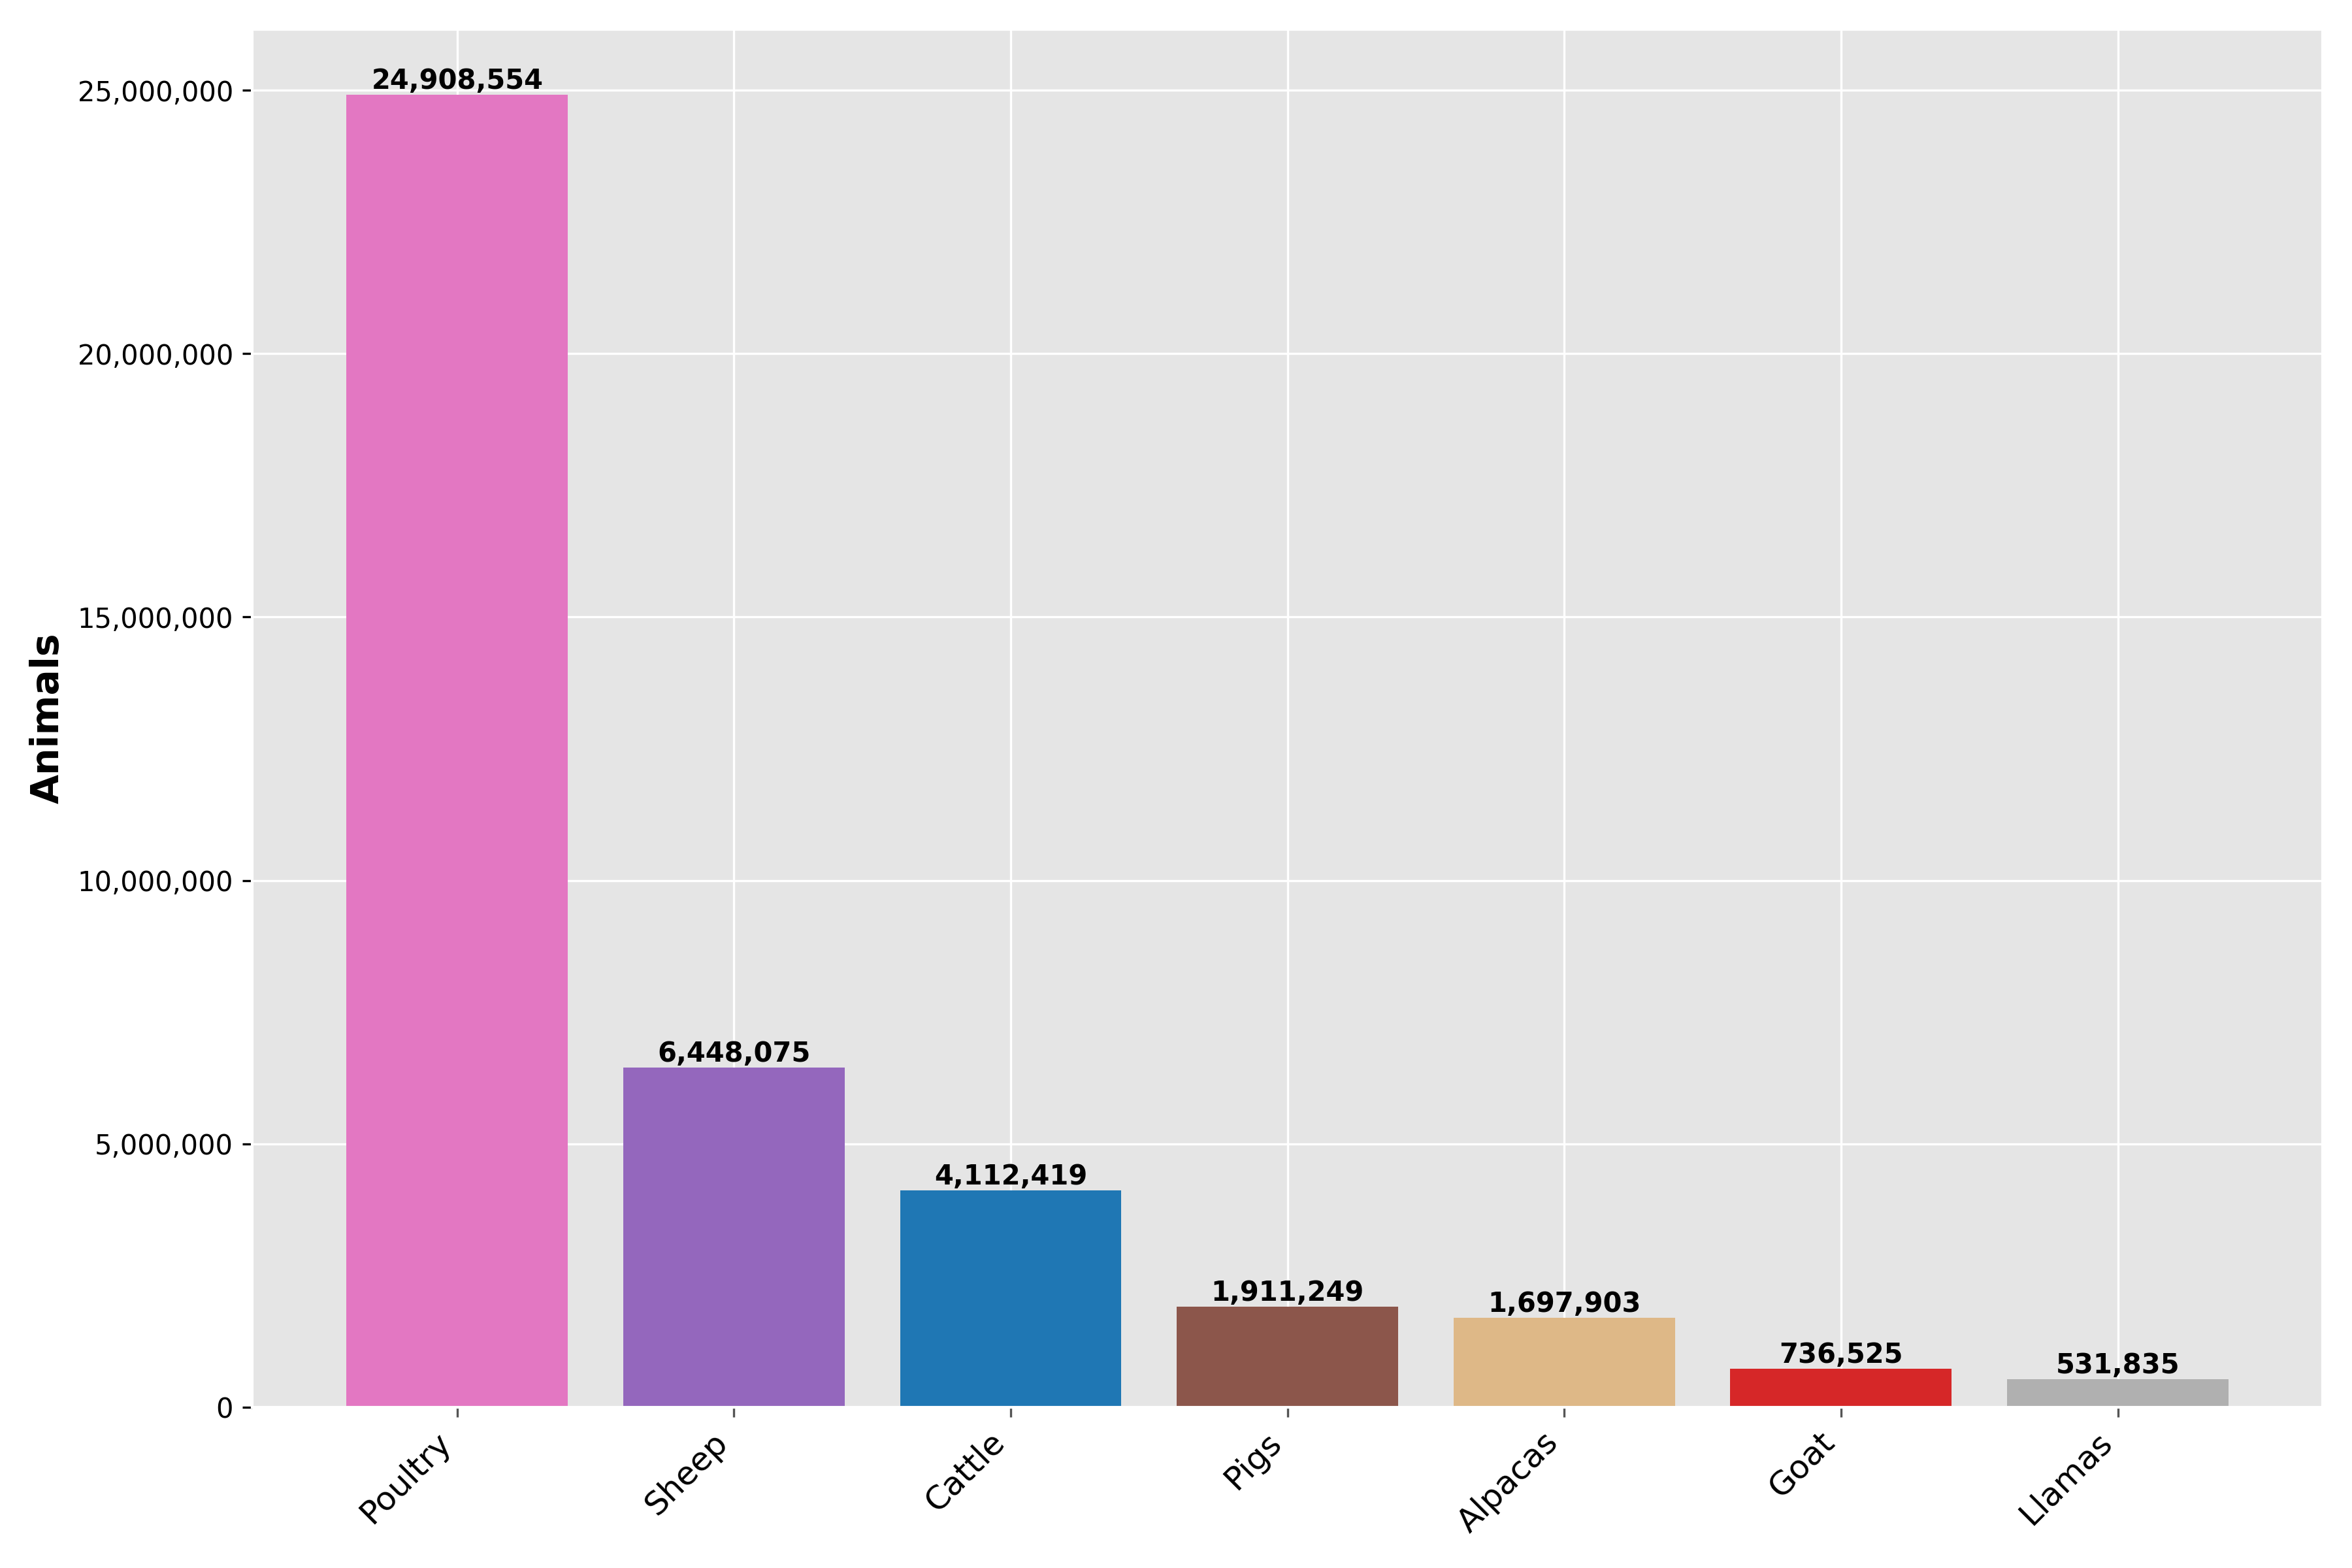 Animals
25,000,000
20,000,000
15,000,000
10,000,000
5,000,000
0
24,908,554
6,448,075
4,112,419
1,911,249
1,697,903
736,525
531,835
Poultry
Sheep
Cattle
Pigs
Alpacas
Goat
Llamas